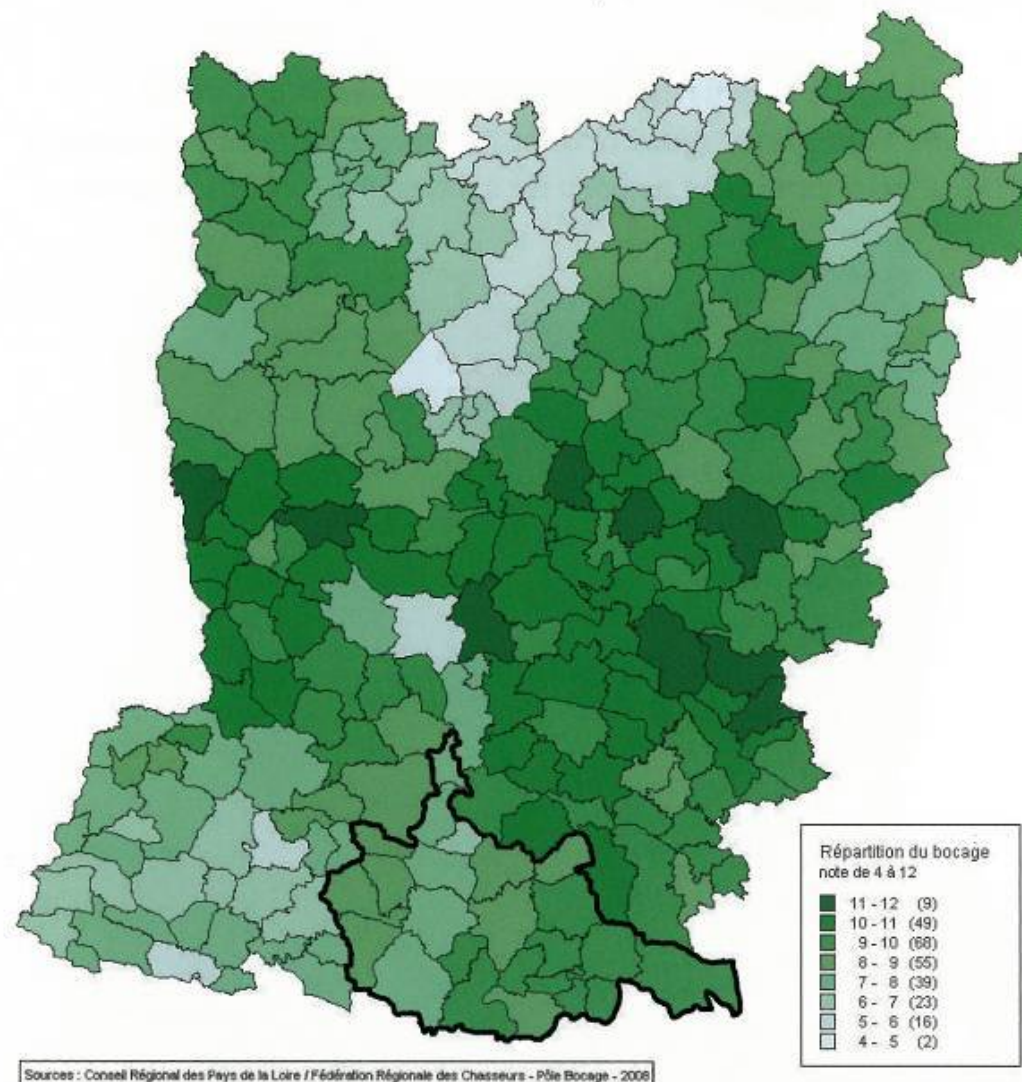 Répartition du bocage
note de 4 à 12
11 - 12 (9)
10 - 11 (49)
9 - 10 (68)
8 - 9 (55)
7 - 8 (39)
6 - 7 (23)
5 - 6 (16)
4 - 5 (2)
Sources : Conseil Régional des Pays de la Loire / Fédération Régionale des Chasseurs - Pôle Bocage - 2008